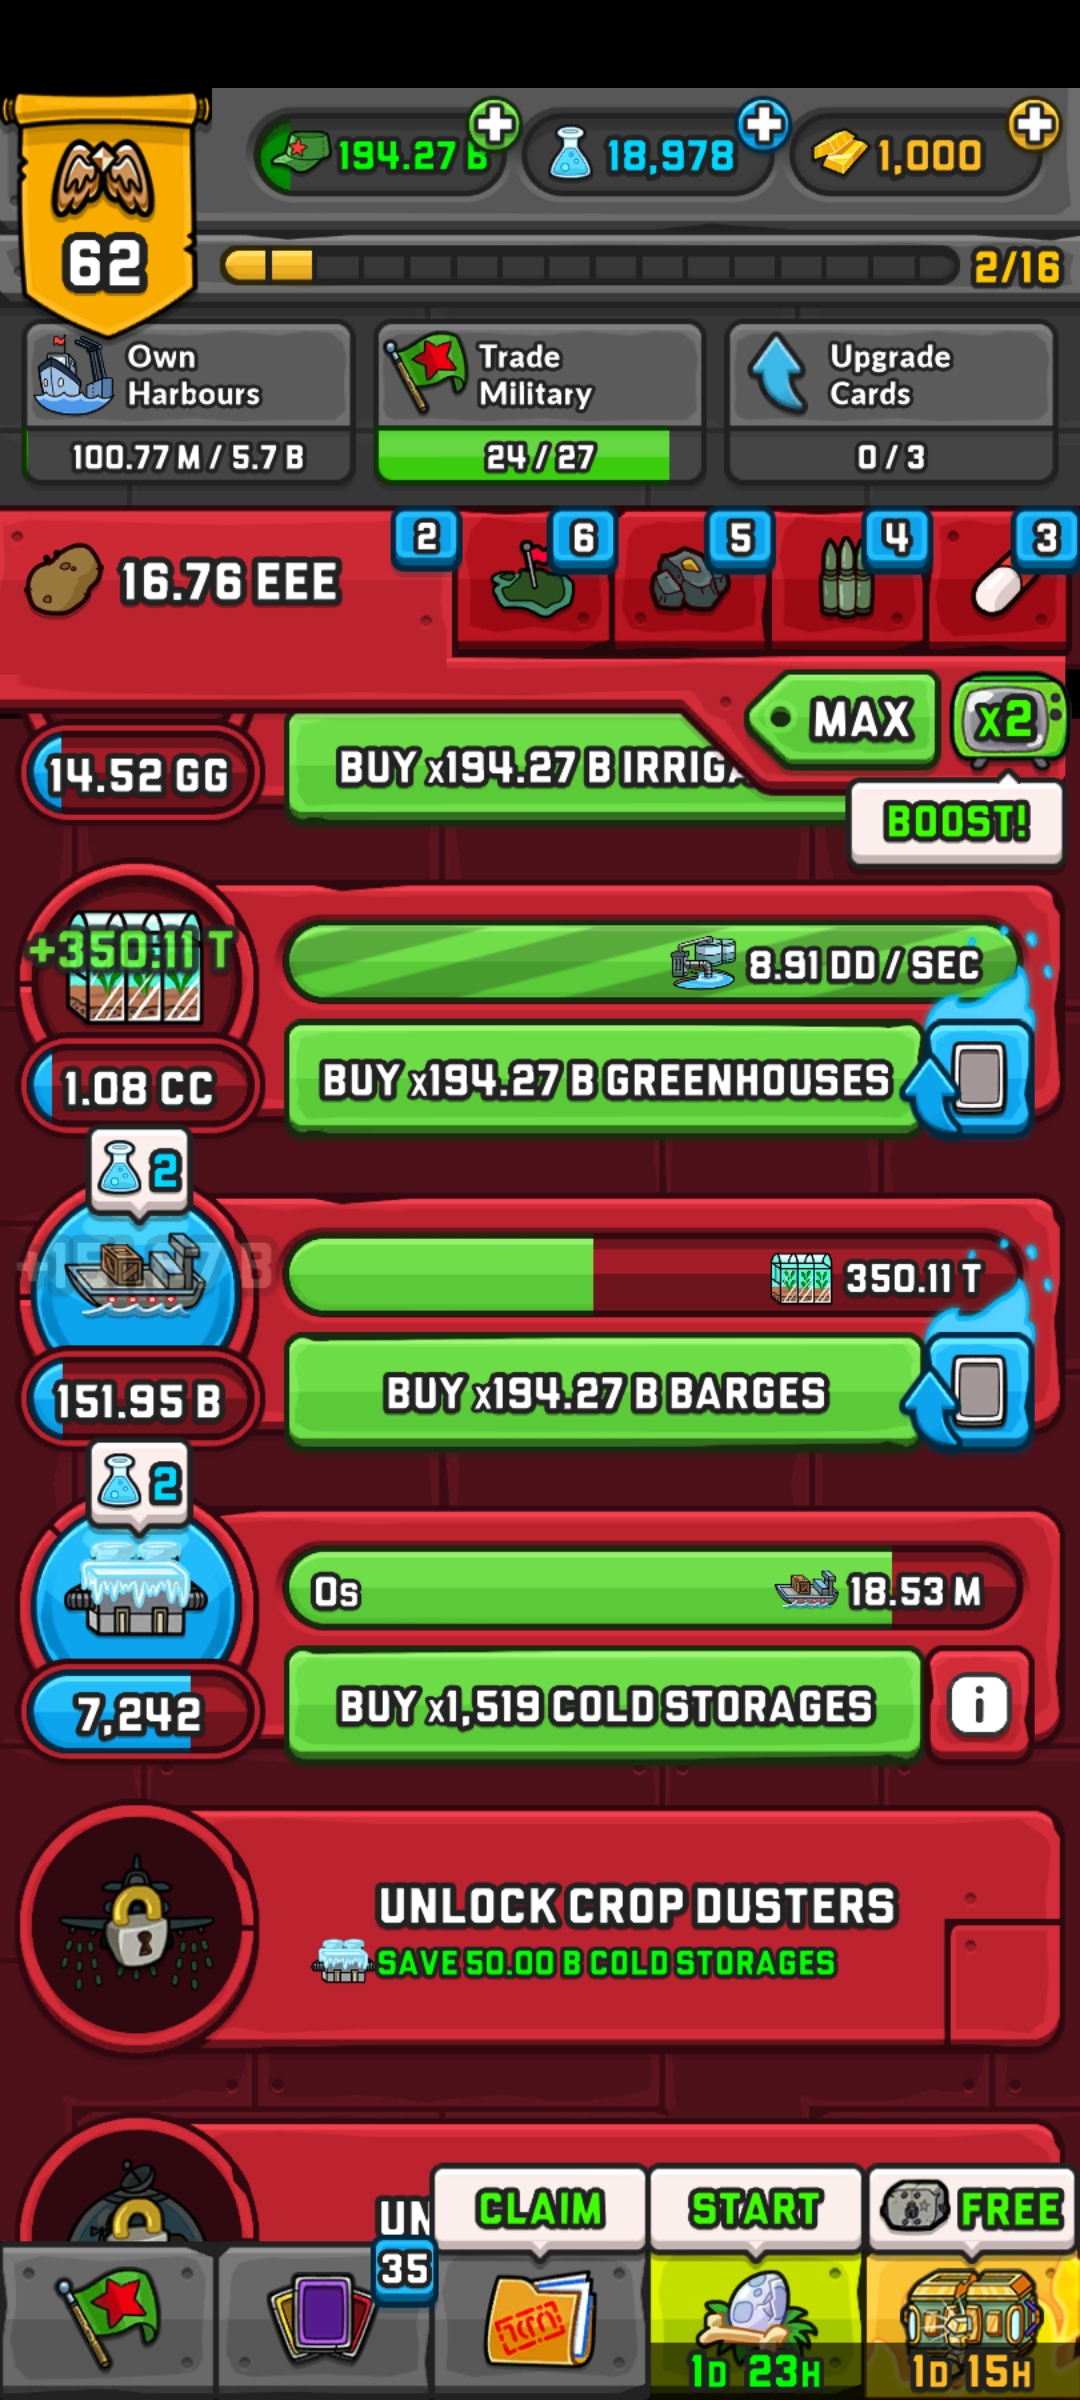 194.27 B
18,978
1,000
62
2/16
Own
Harbours
100.77 M / 5.7 B
Trade
Military
24 / 27
Upgrade
Cards
0 / 3
16.76 EEE
2
6
5
4
3
MAX
x2
BOOST!
14.52 GG
BUY x194.27 B
+350.11 T
8.91 DD / SEC
1.08 CC
BUY x194.27 B GREENHOUSES
2
350.11 T
151.95 B
BUY x194.27 B BARGES
2
0s
18.53 M
7,242
BUY x1,519 COLD STORAGES
i
UNLOCK CROP DUSTERS
SAVE 50.00 B COLD STORAGES
CLAIM
START
FREE
35
1D 23H
1D 15H